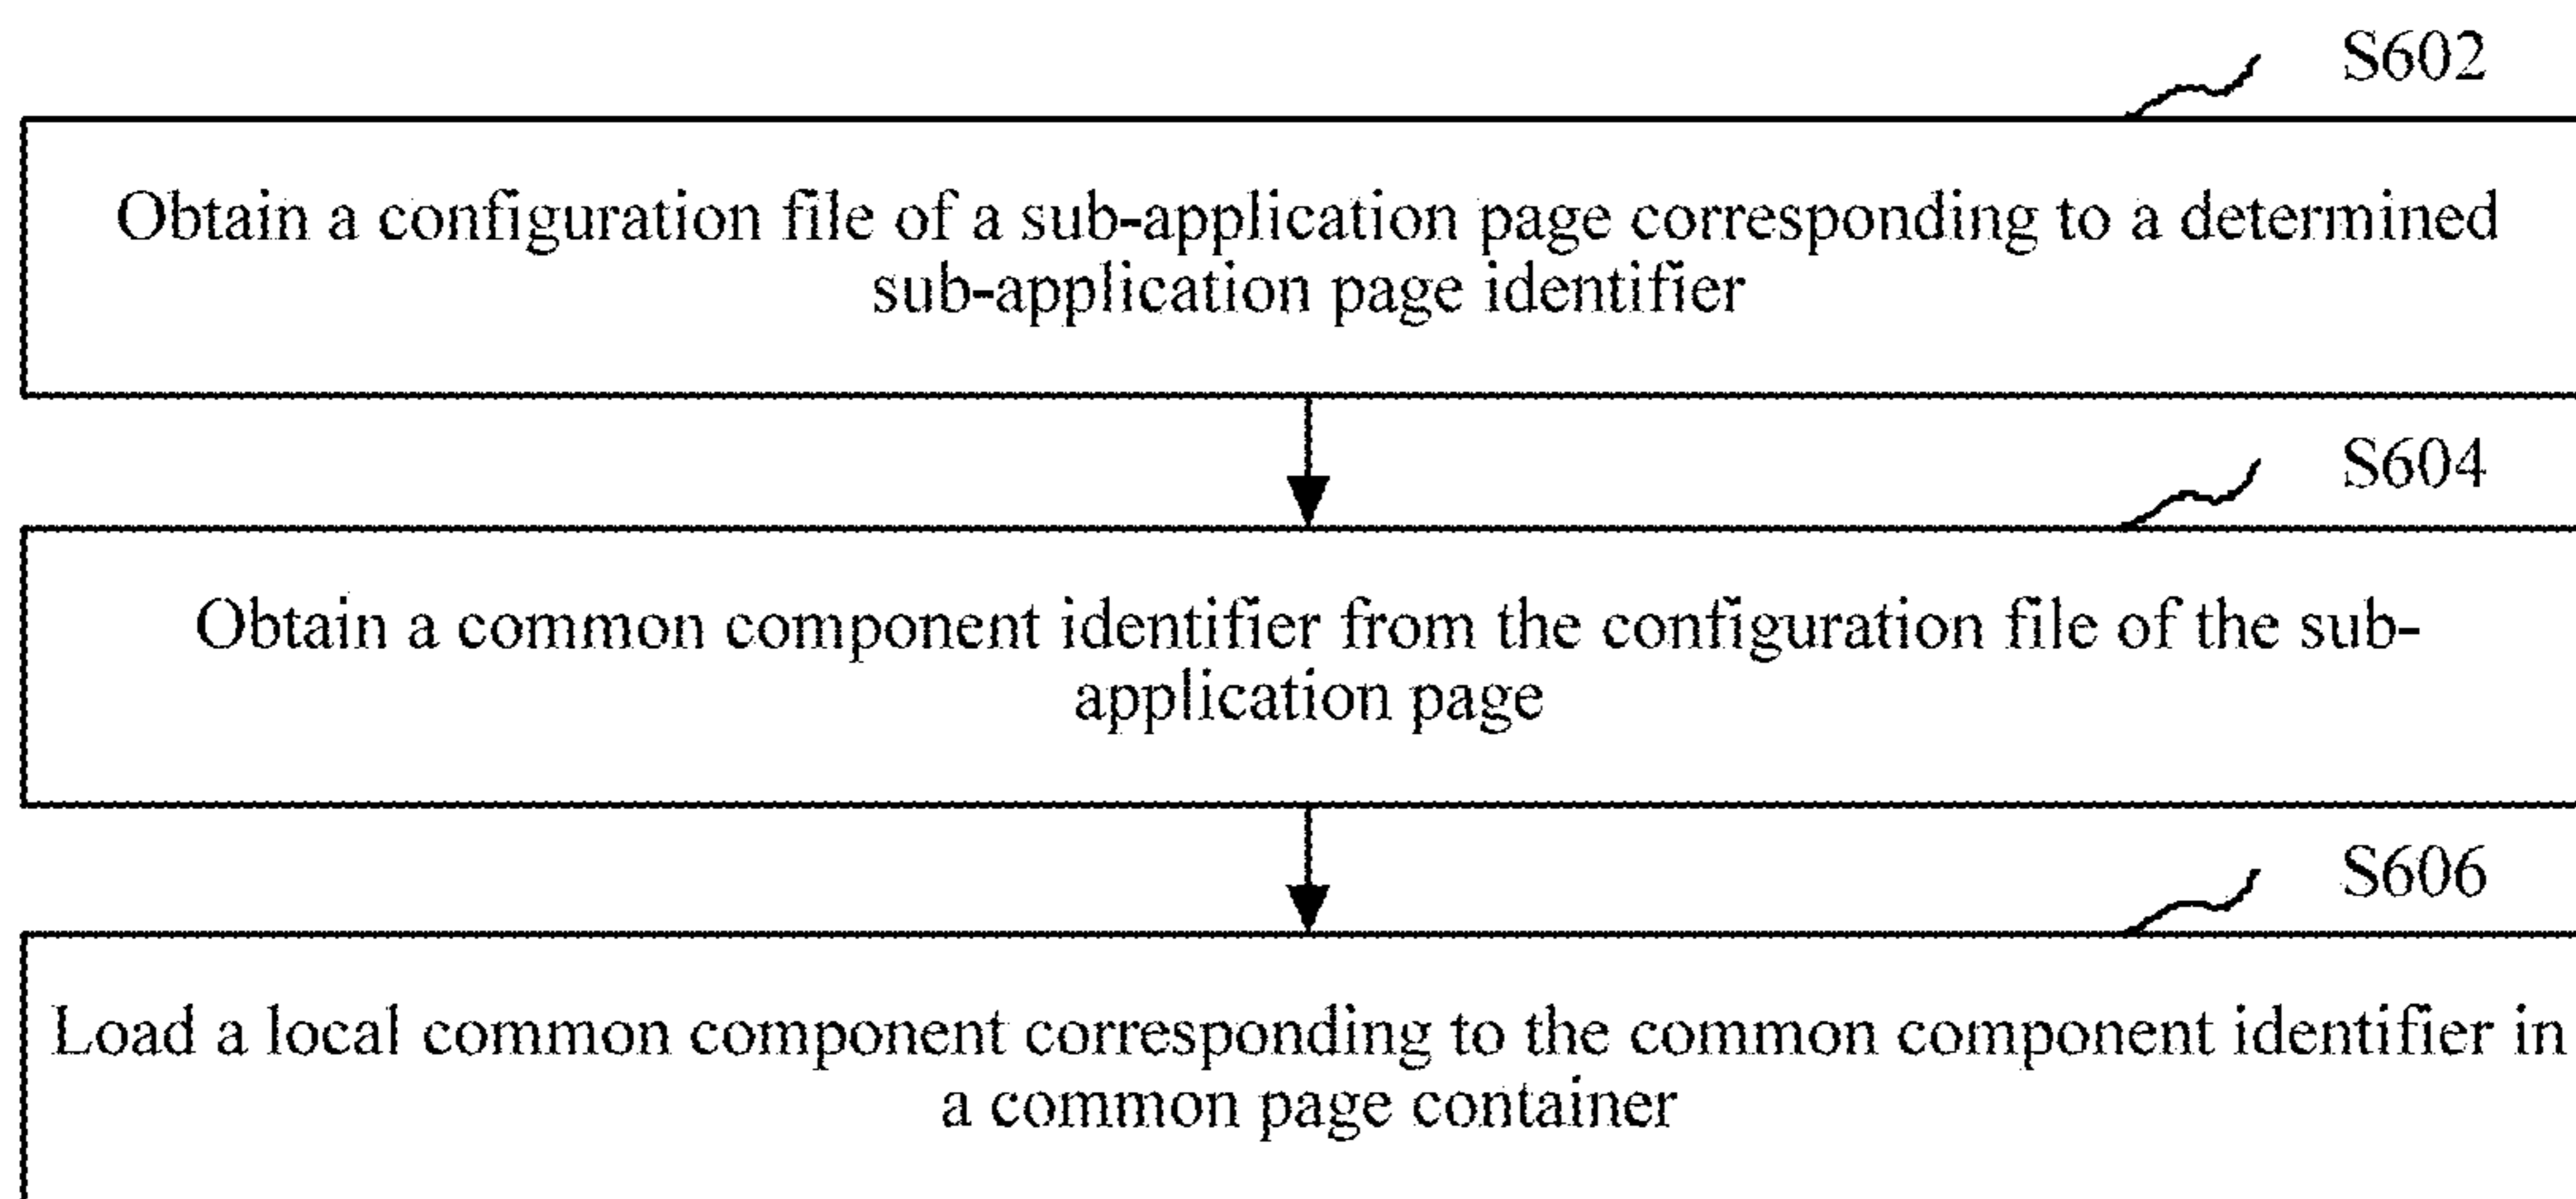 S602
Obtain a configuration file of a sub-application page corresponding to a determined
sub-application page identifier
S604
Obtain a common component identifier from the configuration file of the sub-
application page
S606
Load a local common component corresponding to the common component identifier in
a common page container